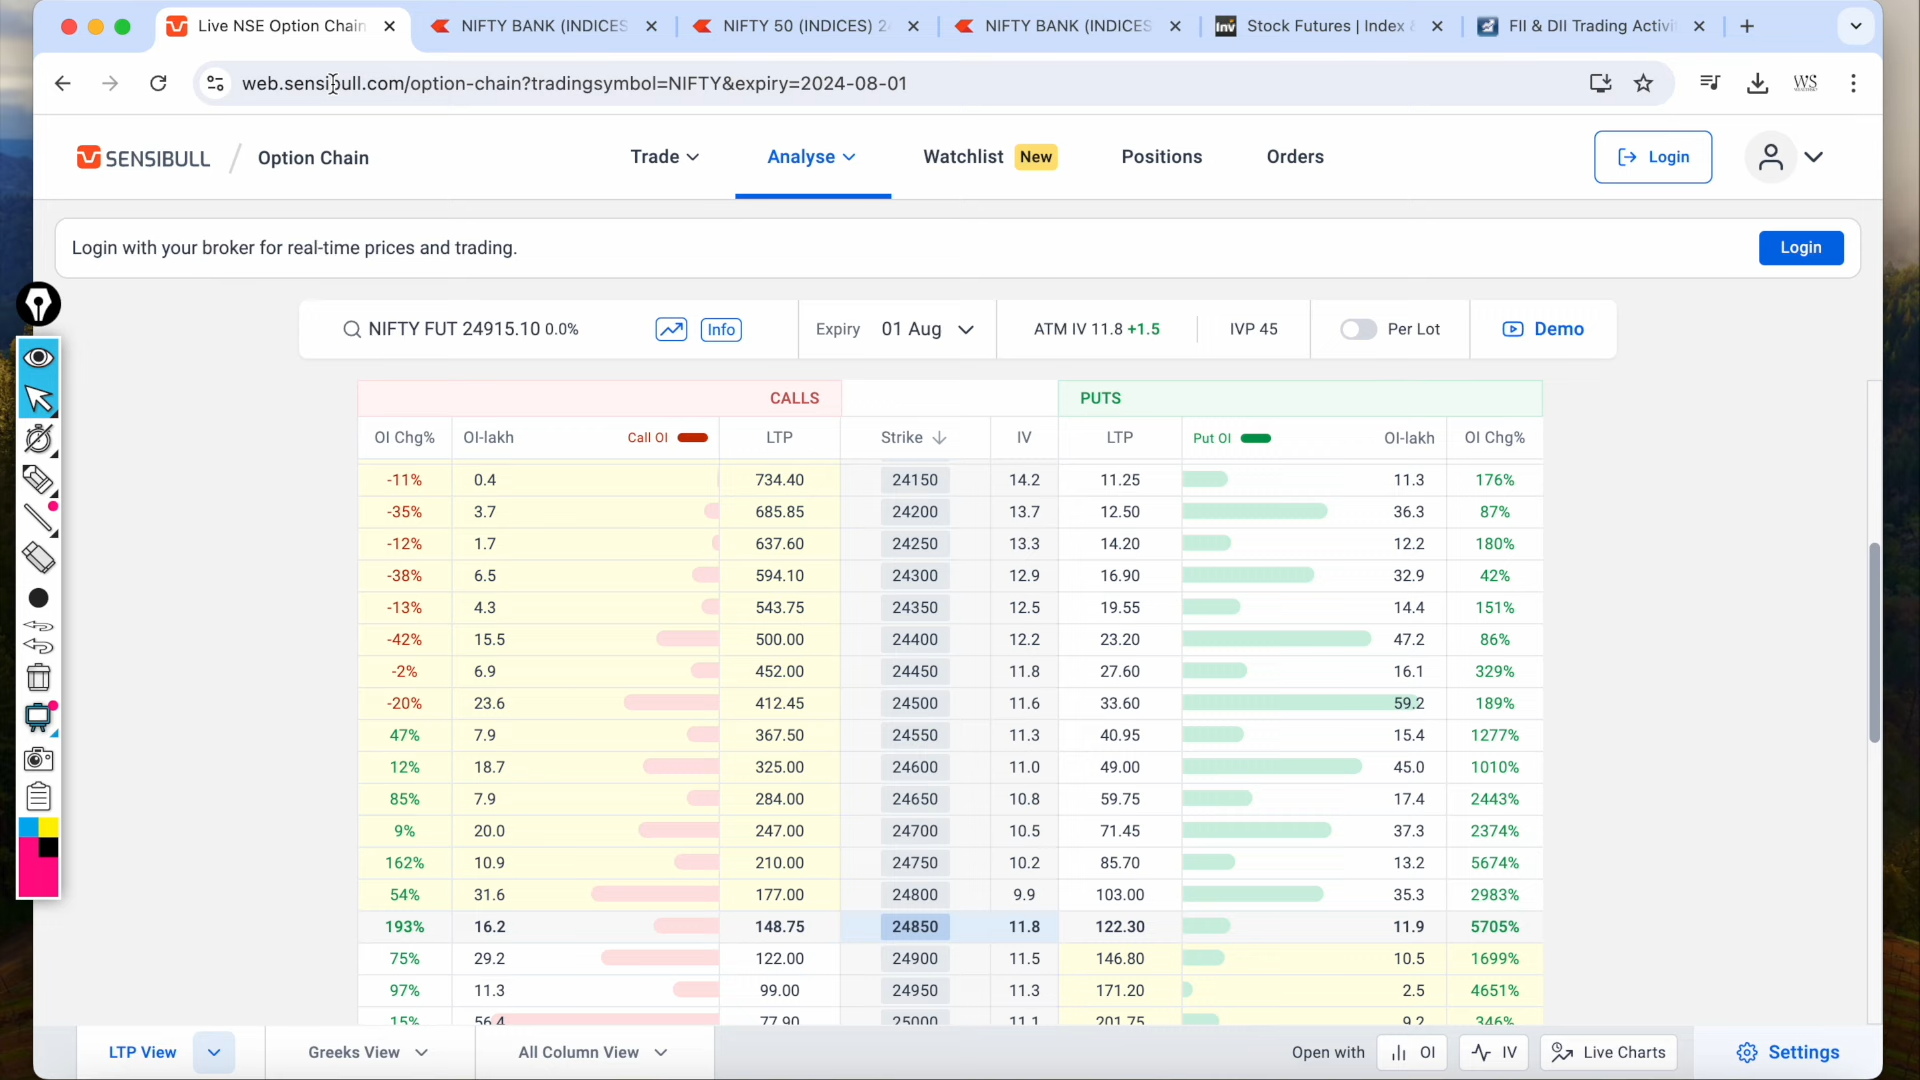 Live NSE Option Chain
NIFTY BANK (INDICES
NIFTY 50 (INDICES) 2
NIFTY BANK (INDICES
Inv
Stock Futures | Index
FII & DII Trading Activi
web.sensibull.com/option-chain?tradingsymbol=NIFTY&expiry=2024-08-01
WS
SENSIBULL / Option Chain
Trade
Analyse
Watchlist New
Positions
Orders
Login
Login with your broker for real-time prices and trading.
Login
NIFTY FUT 24915.10 0.0%
Info
Expiry 01 Aug
ATM IV 11.8 +1.5
IVP 45
Per Lot
Demo
CALLS PUTS
OI Chg% OI-lakh Call OI LTP Strike IV LTP Put OI OI-lakh OI Chg%
-11% 0.4 734.40 24150 14.2 11.25 11.3 176%
-35% 3.7 685.85 24200 13.7 12.50 36.3 87%
-12% 1.7 637.60 24250 13.3 14.20 12.2 180%
-38% 6.5 594.10 24300 12.9 16.90 32.9 42%
-13% 4.3 543.75 24350 12.5 19.55 14.4 151%
-42% 15.5 500.00 24400 12.2 23.20 47.2 86%
-2% 6.9 452.00 24450 11.8 27.60 16.1 329%
-20% 23.6 412.45 24500 11.6 33.60 59.2 189%
47% 7.9 367.50 24550 11.3 40.95 15.4 1277%
12% 18.7 325.00 24600 11.0 49.00 45.0 1010%
85% 7.9 284.00 24650 10.8 59.75 17.4 2443%
9% 20.0 247.00 24700 10.5 71.45 37.3 2374%
162% 10.9 210.00 24750 10.2 85.70 13.2 5674%
54% 31.6 177.00 24800 9.9 103.00 35.3 2983%
193% 16.2 148.75 24850 11.8 122.30 11.9 5705%
75% 29.2 122.00 24900 11.5 146.80 10.5 1699%
97% 11.3 99.00 24950 11.3 171.20 2.5 4651%
15% 56.4 77.90 25000 11.1 201.75 9.2 346%
LTP View
Greeks View
All Column View
Open with
OI
IV
Live Charts
Settings